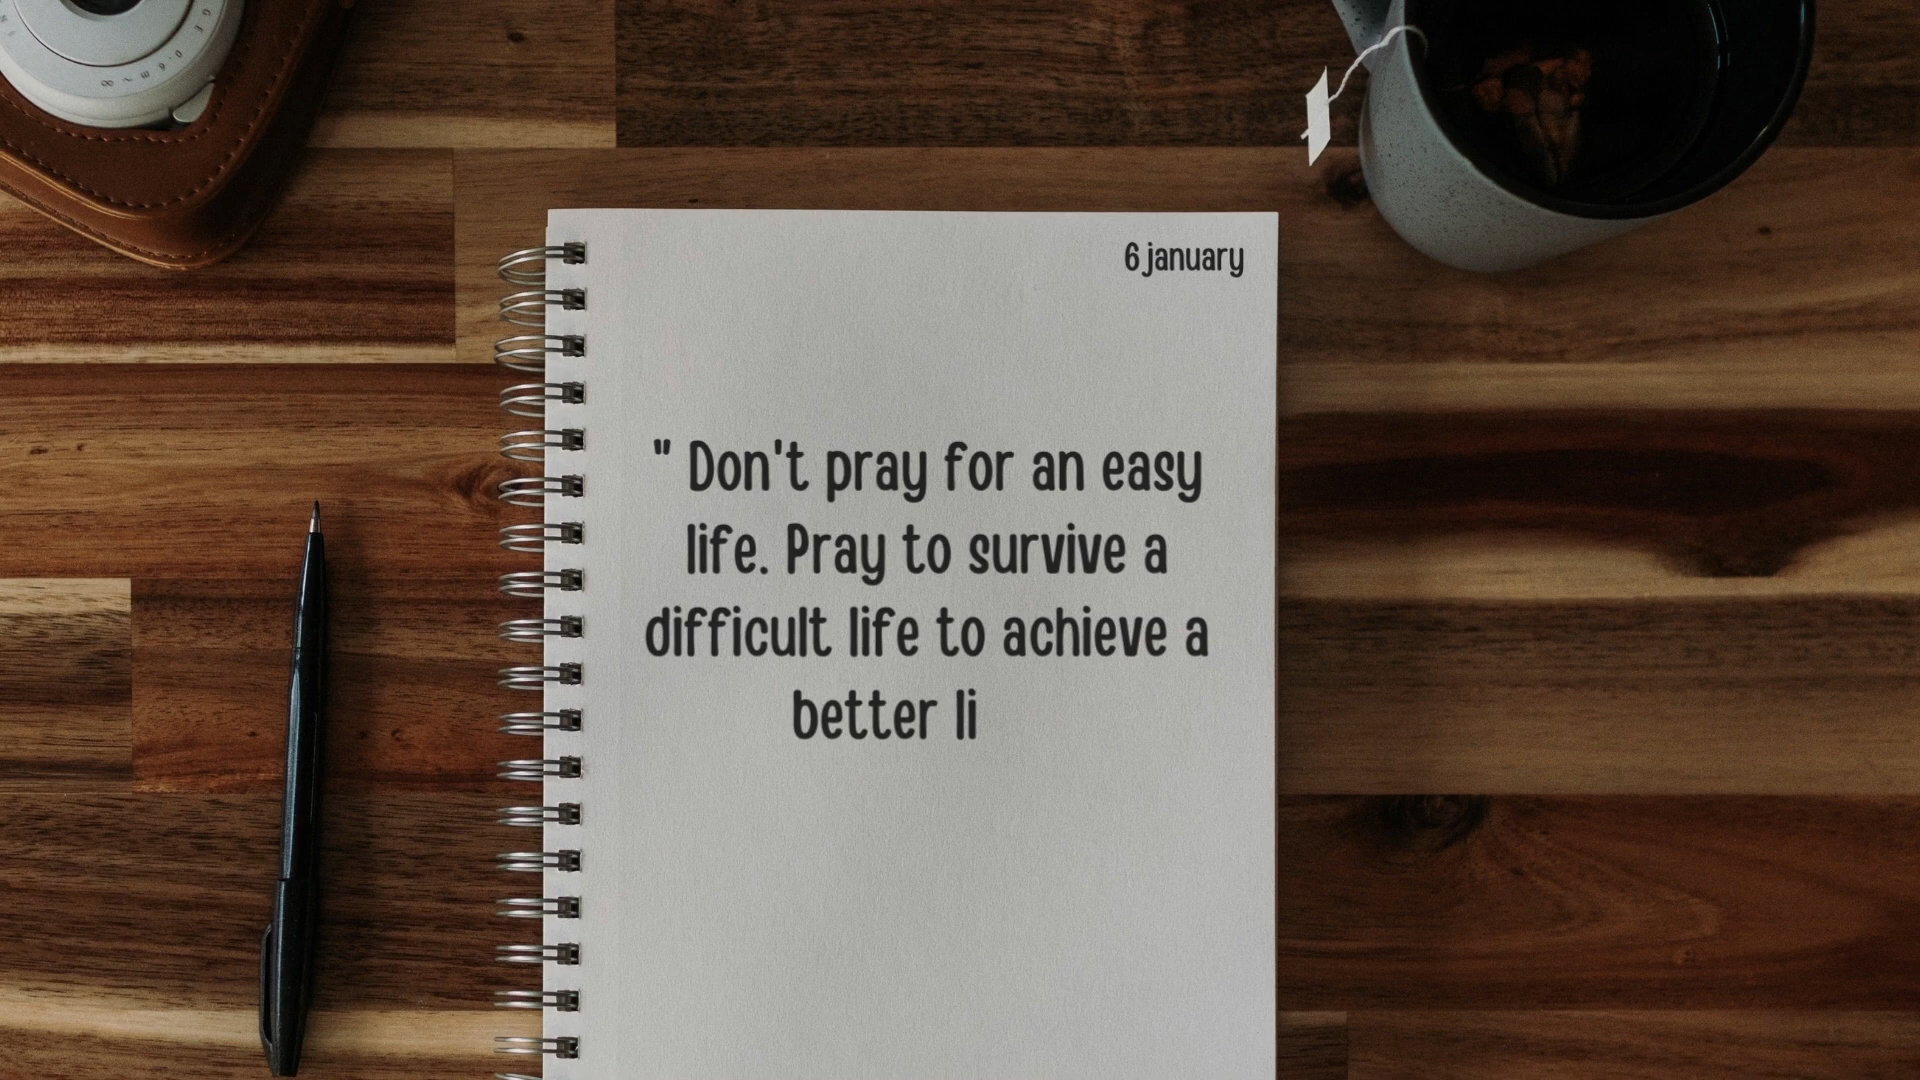 6 january
" Don't pray for an easy
life. Pray to survive a
difficult life to achieve a
better li